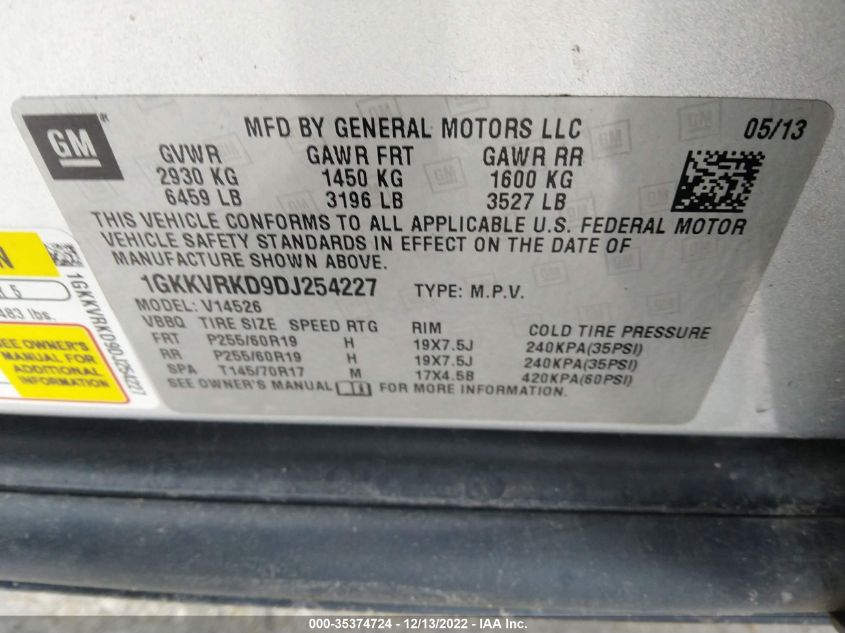 GM
MFD BY GENERAL MOTORS LLC 05/13
GVWR GAWR FRT GAWR RR
2930 KG 1450 KG 1600 KG
6459 LB 3196 LB 3527 LB
THIS VEHICLE CONFORMS TO ALL APPLICABLE U.S. FEDERAL MOTOR
VEHICLE SAFETY STANDARDS IN EFFECT ON THE DATE OF
MANUFACTURE SHOWN ABOVE.
1GKKVRKD9DJ254227 TYPE: M.P.V.
MODEL: V14526
VBBQ TIRE SIZE SPEED RTG RIM COLD TIRE PRESSURE
FRT P255/60R19 H 19X7.5J 240KPA(35PSI)
RR P255/60R19 H 19X7.5J 240KPA(35PSI)
SPA T145/70R17 M 17X4.5B 420KPA(60PSI)
SEE OWNER'S MANUAL FOR MORE INFORMATION.
N
5
483 lbs.
SEE OWNER'S
MANUAL FOR
ADDITIONAL
INFORMATION
1GKKVRKD9DJ254227
000-35374724 - 12/13/2022 - IAA Inc.